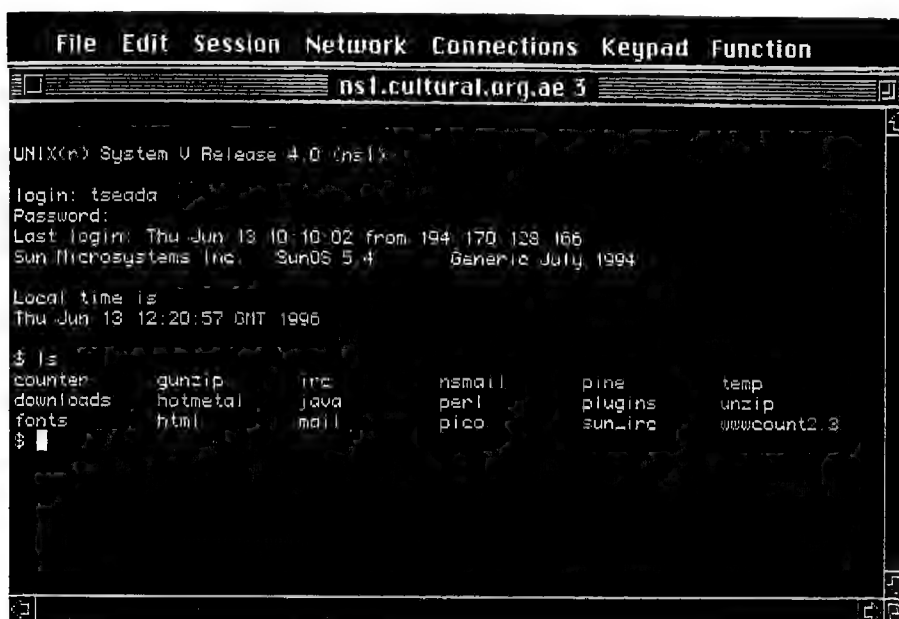 File Edit Session Network Connections Keypad Function
ns1.cultural.org.ae 3
UNIX(r) System V Release 4.0 (ns1)
login: tseada
Password:
Last login: Thu Jun 13 10:10:02 from 194.170.128.166
Sun Microsystems Inc. SunOS 5.4 Generic July 1994
Local time is
Thu Jun 13 12:20:57 GMT 1996
$ ls
counter gunzip irc nsmail pine temp
downloads hotmetal java perl plugins unzip
fonts html mail pico sun_irc wwwcount2.3
$